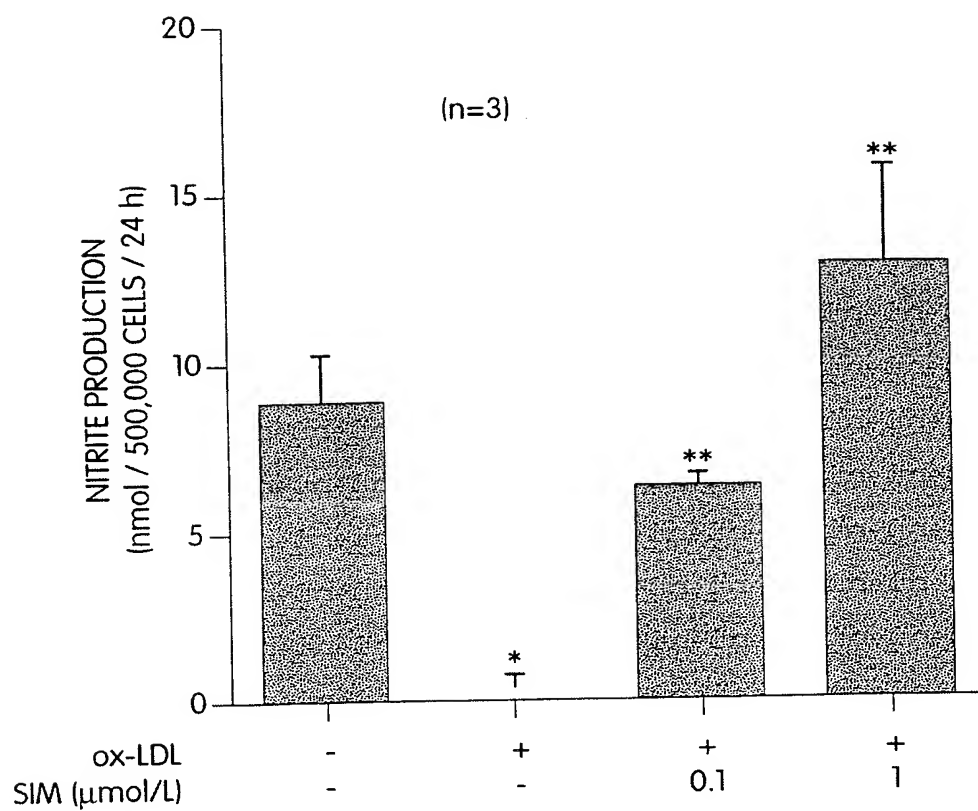 20
(n=3)
**
15
NITRITE PRODUCTION
(nmol / 500,000 CELLS / 24 h)
10
**
5
*
0
ox-LDL - + + +
SIM (µmol/L) - - 0.1 1